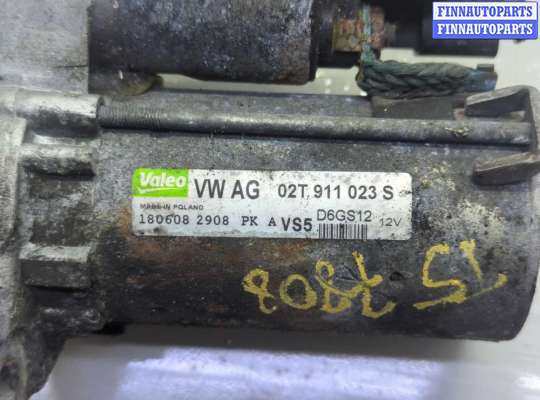 FINNAUTOPARTS
FINNAUTOPARTS
Valeo VW AG 02T 911 023 S
MADE IN POLAND
180608 2908 PK A VS5 D6GS12 12V